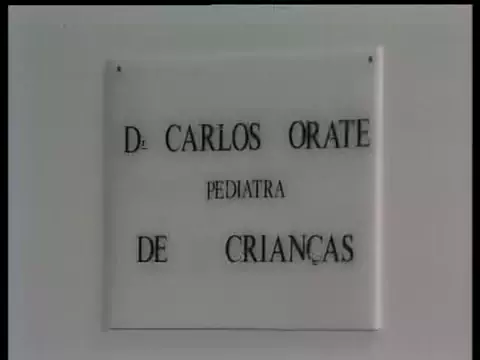 Dr. CARLOS ORATE
PEDIATRA
DE CRIANÇAS